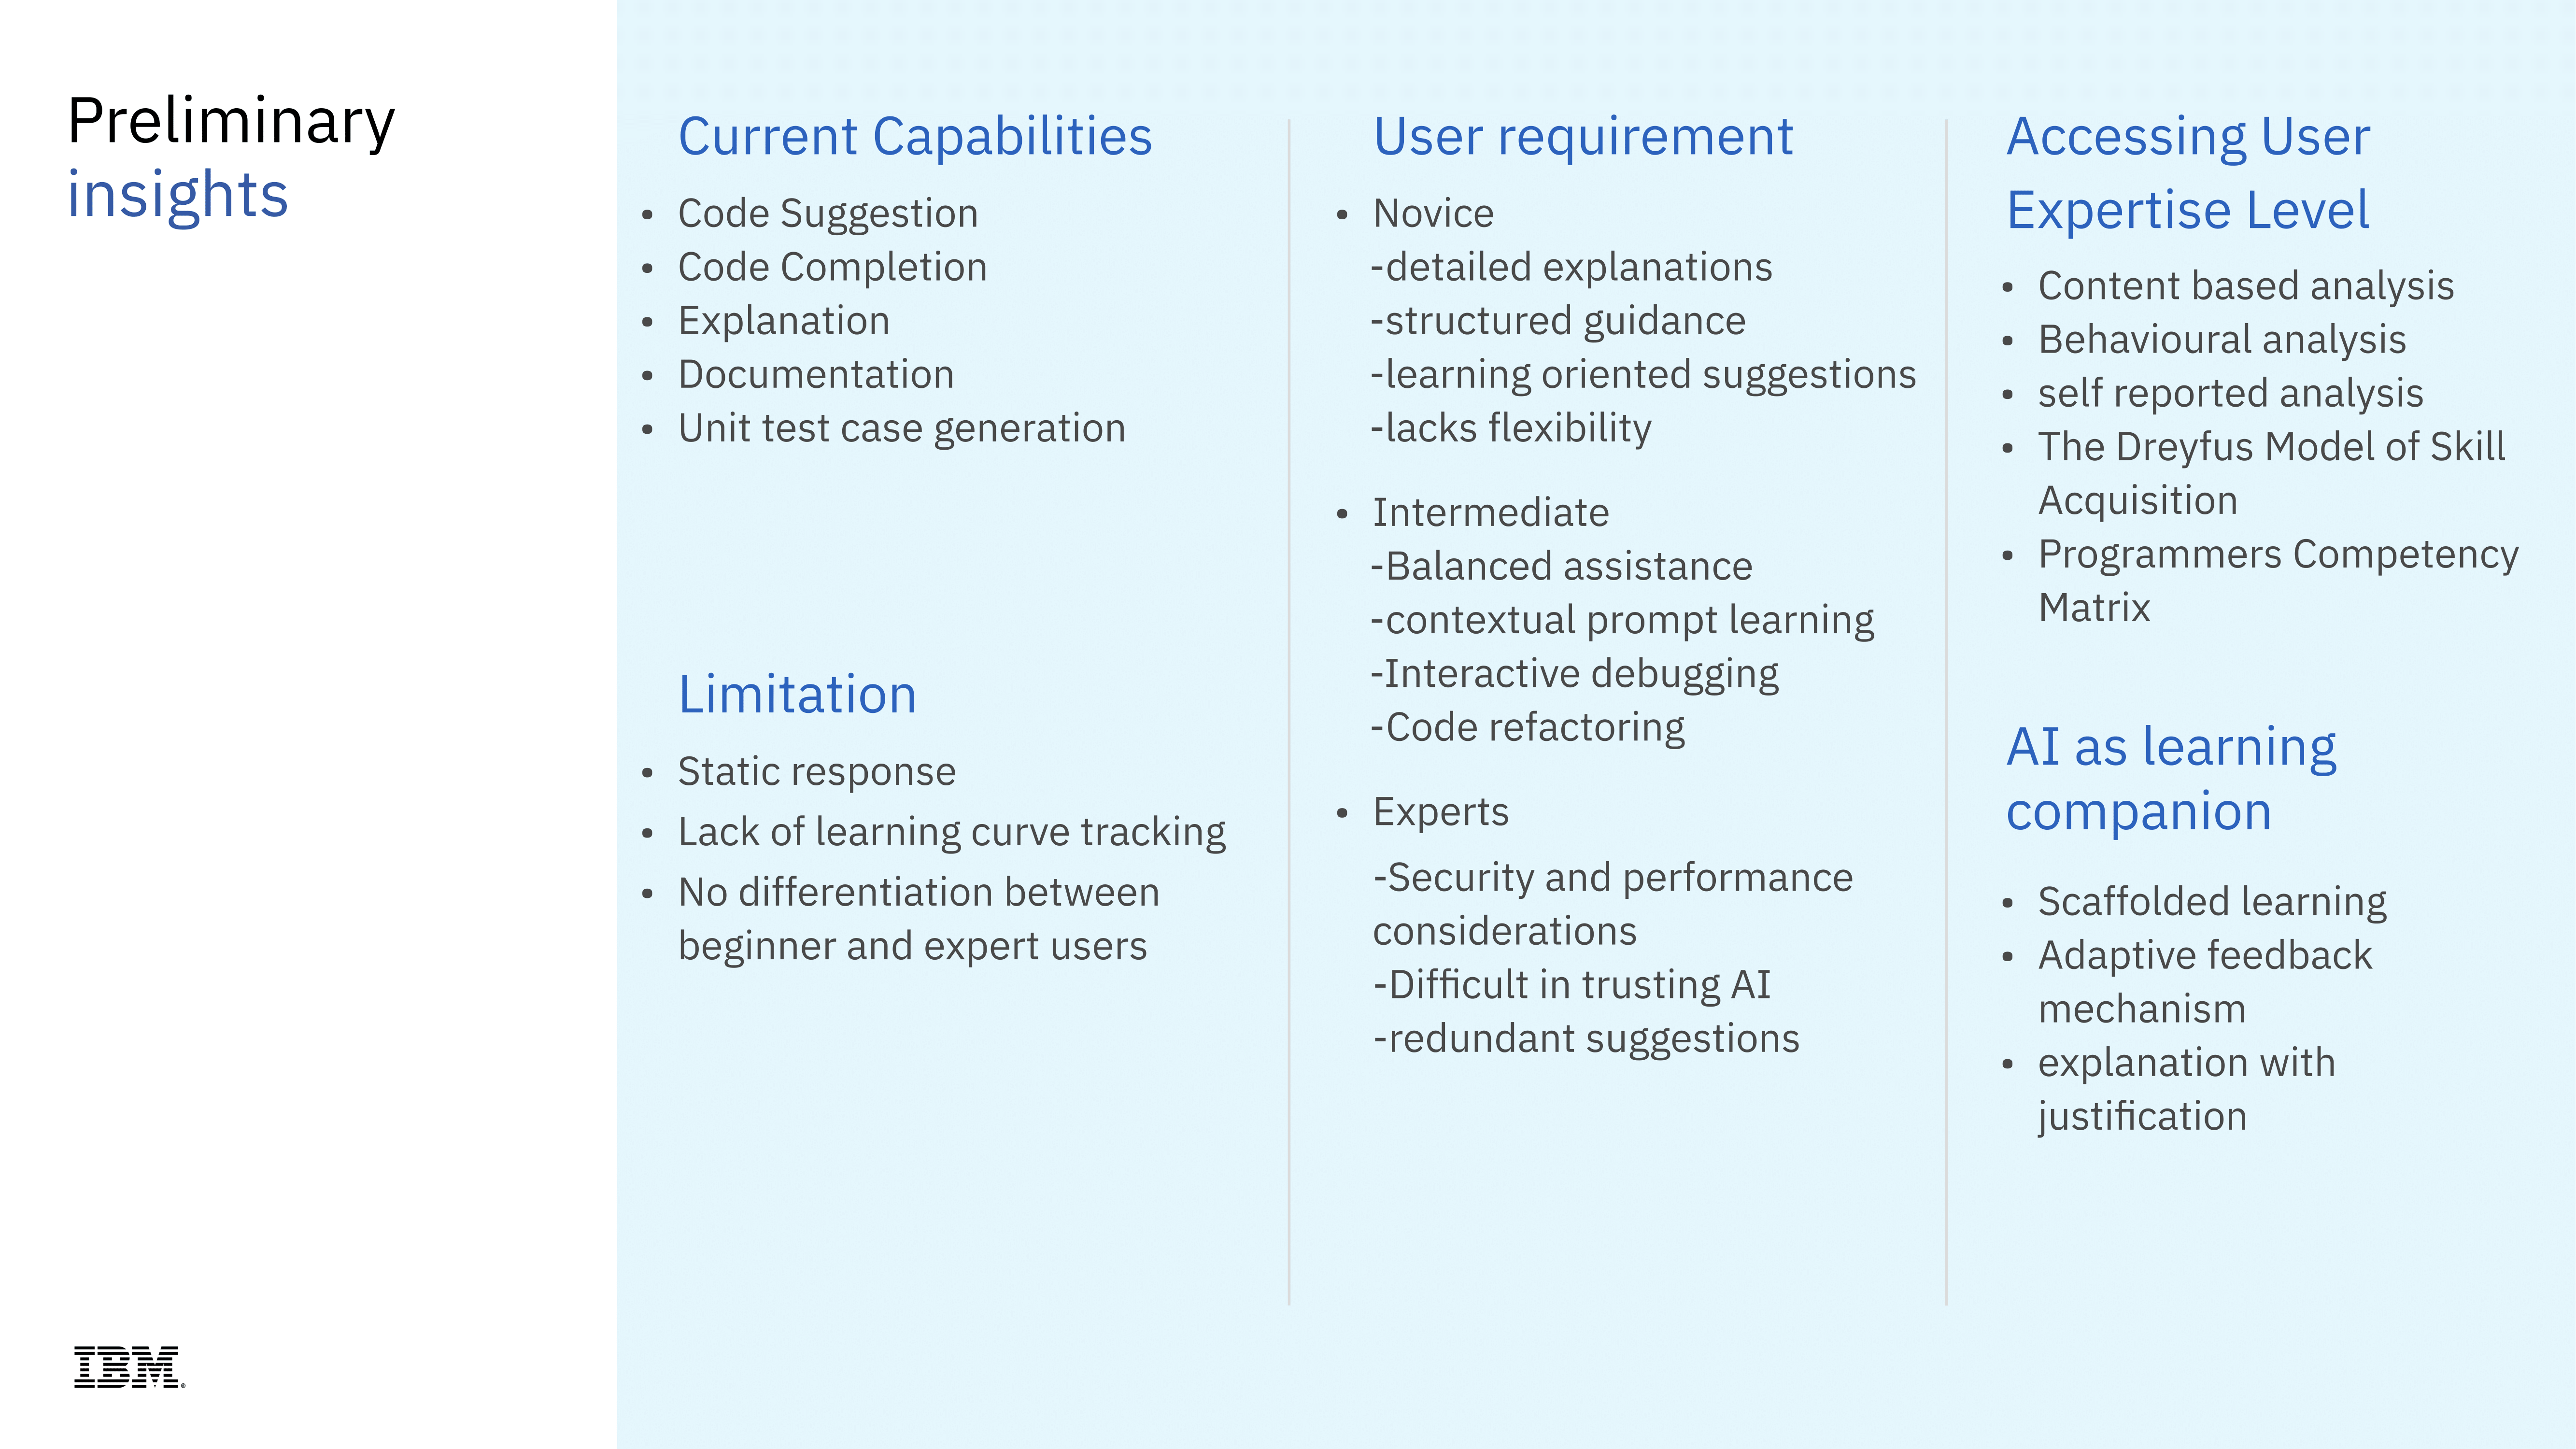 Preliminary
insights
Current Capabilities
• Code Suggestion
• Code Completion
• Explanation
• Documentation
• Unit test case generation
Limitation
• Static response
• Lack of learning curve tracking
• No differentiation between
beginner and expert users
User requirement
• Novice
-detailed explanations
-structured guidance
-learning oriented suggestions
-lacks flexibility
• Intermediate
-Balanced assistance
-contextual prompt learning
-Interactive debugging
-Code refactoring
• Experts
-Security and performance
considerations
-Difficult in trusting AI
-redundant suggestions
Accessing User
Expertise Level
• Content based analysis
• Behavioural analysis
• self reported analysis
• The Dreyfus Model of Skill
Acquisition
• Programmers Competency
Matrix
AI as learning
companion
• Scaffolded learning
• Adaptive feedback
mechanism
• explanation with
justification
IBM®